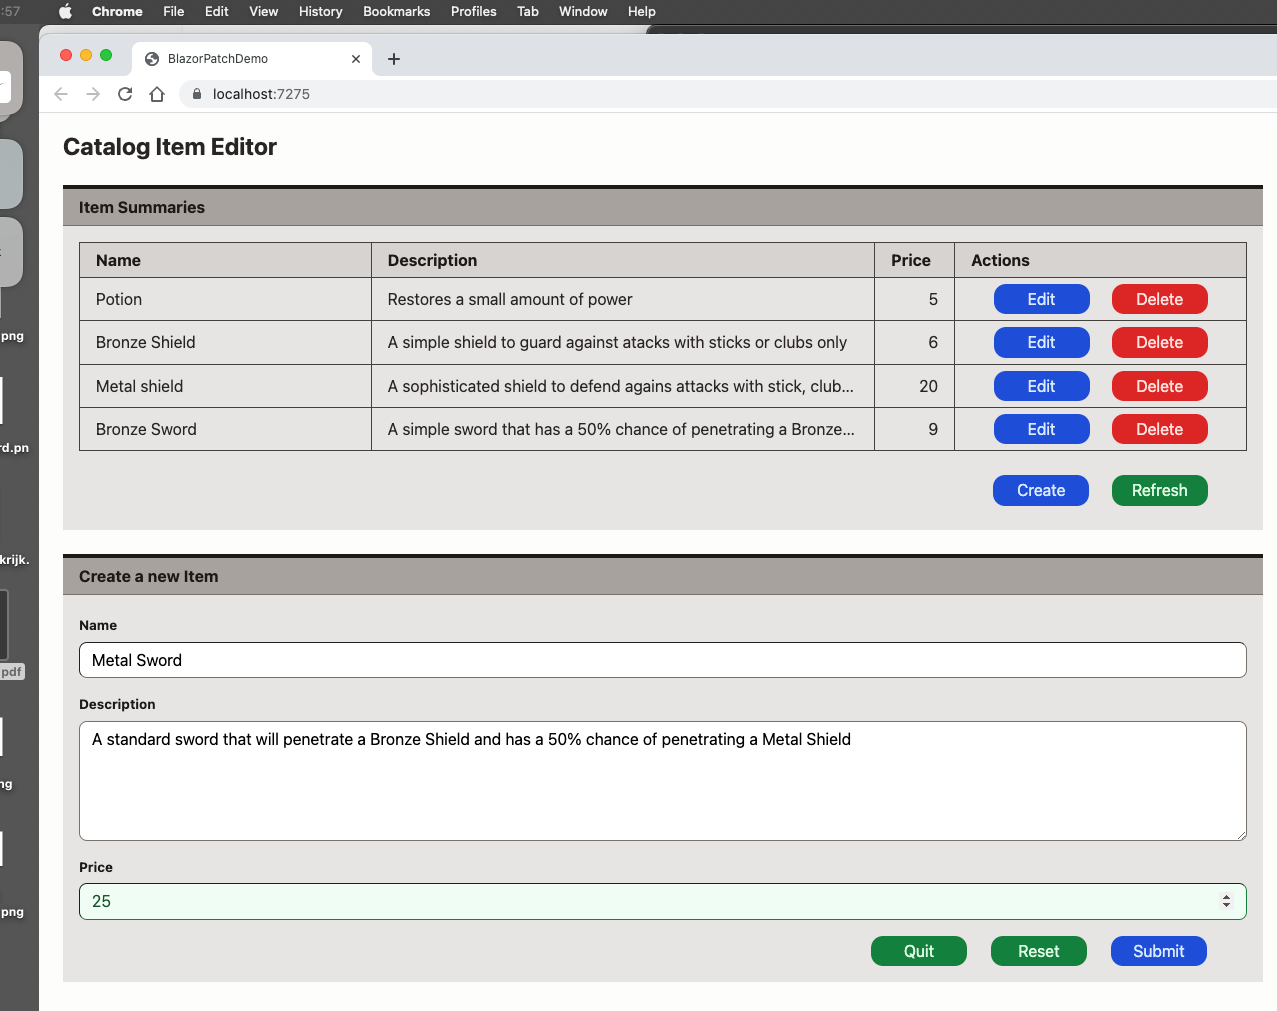 :57 Chrome File Edit View History Bookmarks Profiles Tab Window Help
BlazorPatchDemo
localhost:7275
Catalog Item Editor
Item Summaries
Name Description Price Actions
Potion Restores a small amount of power 5 Edit Delete
Bronze Shield A simple shield to guard against atacks with sticks or clubs only 6 Edit Delete
Metal shield A sophisticated shield to defend agains attacks with stick, club... 20 Edit Delete
Bronze Sword A simple sword that has a 50% chance of penetrating a Bronze... 9 Edit Delete
Create Refresh
Create a new Item
Name
Metal Sword
Description
A standard sword that will penetrate a Bronze Shield and has a 50% chance of penetrating a Metal Shield
Price
25
Quit Reset Submit
png
rd.pn
krijk.
pdf
ng
png